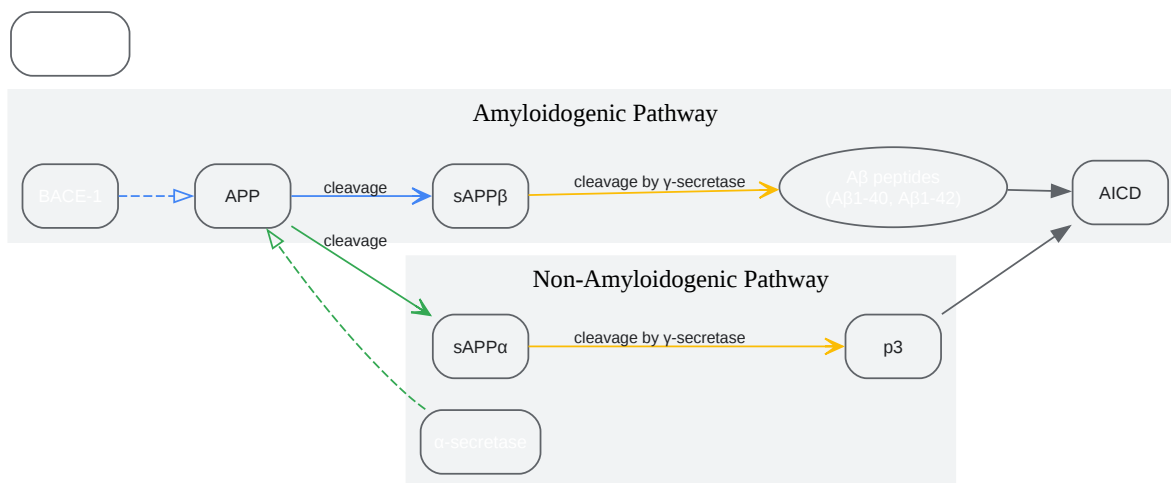 Amyloidogenic Pathway
BACE-1
APP
cleavage
sAPPβ
cleavage by γ-secretase
Aβ peptides
(Aβ1-40, Aβ1-42)
AICD
cleavage
Non-Amyloidogenic Pathway
sAPPα
cleavage by γ-secretase
p3
α-secretase